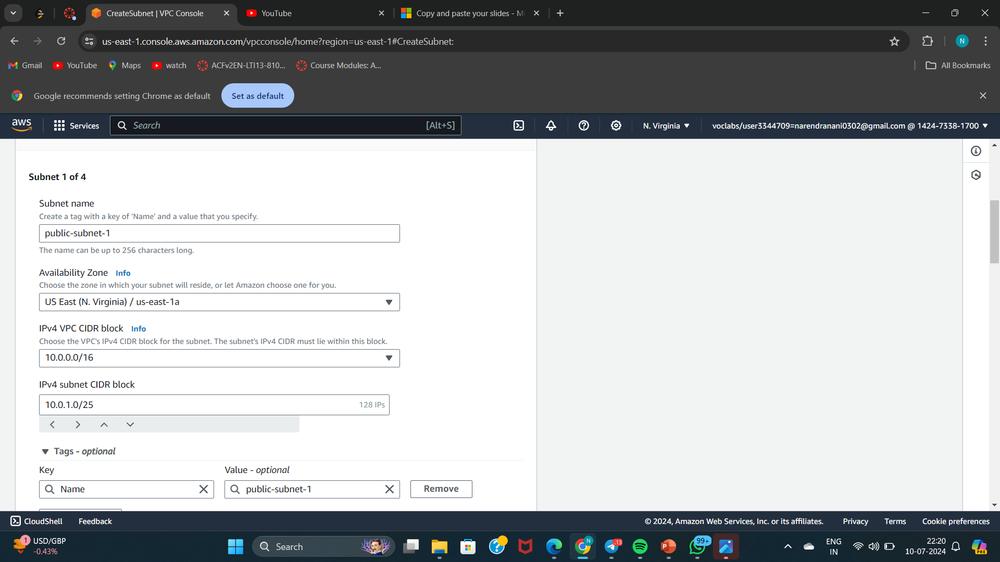 CreateSubnet | VPC Console
YouTube
Copy and paste your slides - Mi
us-east-1.console.aws.amazon.com/vpcconsole/home?region=us-east-1#CreateSubnet:
N
Gmail
YouTube
Maps
watch
ACFv2EN-LTI13-810...
Course Modules: A...
All Bookmarks
Google recommends setting Chrome as default
Set as default
aws
Services
Search
[Alt+S]
N. Virginia
voclabs/user3344709=narendranani0302@gmail.com @ 1424-7338-1700
Subnet 1 of 4
Subnet name
Create a tag with a key of 'Name' and a value that you specify.
public-subnet-1
The name can be up to 256 characters long.
Availability Zone Info
Choose the zone in which your subnet will reside, or let Amazon choose one for you.
US East (N. Virginia) / us-east-1a
IPv4 VPC CIDR block Info
Choose the VPC's IPv4 CIDR block for the subnet. The subnet's IPv4 CIDR must lie within this block.
10.0.0.0/16
IPv4 subnet CIDR block
10.0.1.0/25
128 IPs
Tags - optional
Key
Value - optional
Name
public-subnet-1
Remove
CloudShell
Feedback
© 2024, Amazon Web Services, Inc. or its affiliates.
Privacy
Terms
Cookie preferences
1
USD/GBP
-0.43%
Search
N
..13
99+
ENG
IN
22:20
10-07-2024
PRE